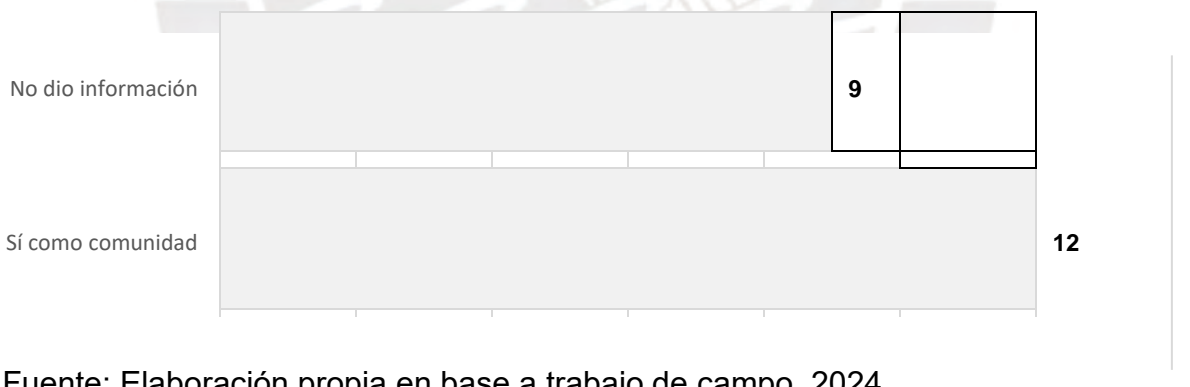 No dio información
9
Sí como comunidad
12
Fuente: Elaboración propia en base a trabajo de campo, 2024